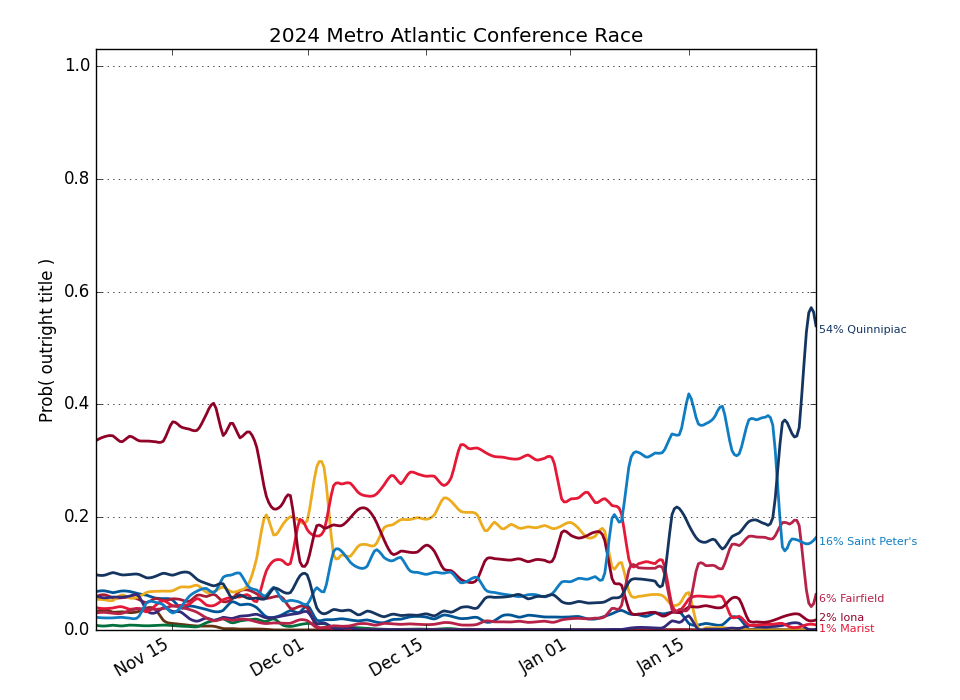 2024 Metro Atlantic Conference Race
1.0
0.8
0.6
0.4
0.2
0.0
Prob( outright title )
54% Quinnipiac
16% Saint Peter's
6% Fairfield
2% Iona
1% Marist
Nov 15
Dec 01
Dec 15
Jan 01
Jan 15